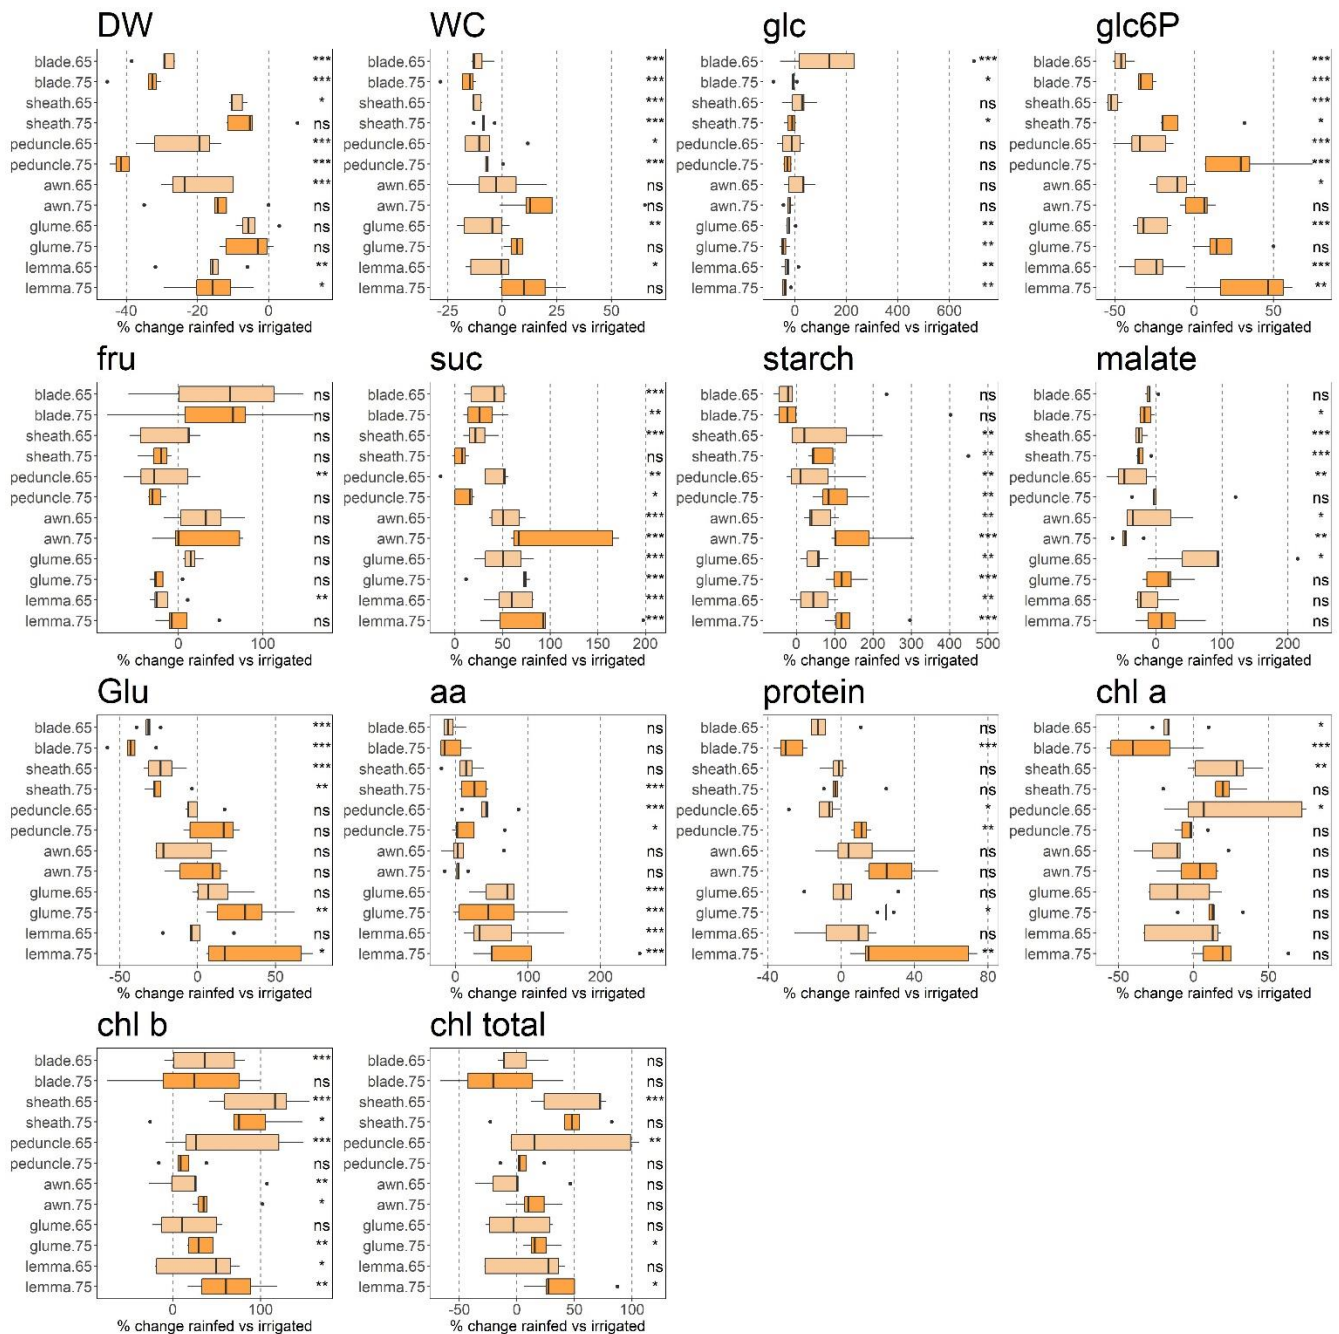 DW
blade.65 ***
blade.75 ***
sheath.65 *
sheath.75 ns
peduncle.65 ***
peduncle.75 ***
awn.65 ***
awn.75 ns
glume.65 ns
glume.75 ns
lemma.65 **
lemma.75 *
-40 -20 0
% change rainfed vs irrigated
WC
blade.65 ***
blade.75 ***
sheath.65 ***
sheath.75 ***
peduncle.65 *
peduncle.75 ***
awn.65 ns
awn.75 ns
glume.65 **
glume.75 ns
lemma.65 *
lemma.75 ns
-25 0 25 50
% change rainfed vs irrigated
glc
blade.65 ***
blade.75 *
sheath.65 ns
sheath.75 *
peduncle.65 ns
peduncle.75 ns
awn.65 ns
awn.75 ns
glume.65 **
glume.75 **
lemma.65 **
lemma.75 **
0 200 400 600
% change rainfed vs irrigated
glc6P
blade.65 ***
blade.75 ***
sheath.65 ***
sheath.75 *
peduncle.65 ***
peduncle.75 ***
awn.65 *
awn.75 ns
glume.65 ***
glume.75 ns
lemma.65 ***
lemma.75 **
-50 0 50
% change rainfed vs irrigated
fru
blade.65 ns
blade.75 ns
sheath.65 ns
sheath.75 ns
peduncle.65 **
peduncle.75 ns
awn.65 ns
awn.75 ns
glume.65 ns
glume.75 ns
lemma.65 **
lemma.75 ns
0 100
% change rainfed vs irrigated
suc
blade.65 ***
blade.75 **
sheath.65 ***
sheath.75 ns
peduncle.65 **
peduncle.75 *
awn.65 ***
awn.75 ***
glume.65 ***
glume.75 ***
lemma.65 ***
lemma.75 ***
0 50 100 150 200
% change rainfed vs irrigated
starch
blade.65 ns
blade.75 ns
sheath.65 **
sheath.75 **
peduncle.65 **
peduncle.75 **
awn.65 **
awn.75 ***
glume.65 **
glume.75 ***
lemma.65 **
lemma.75 ***
0 100 200 300 400 500
% change rainfed vs irrigated
malate
blade.65 ns
blade.75 *
sheath.65 ***
sheath.75 ***
peduncle.65 **
peduncle.75 ns
awn.65 *
awn.75 **
glume.65 *
glume.75 ns
lemma.65 ns
lemma.75 ns
0 100 200
% change rainfed vs irrigated
Glu
blade.65 ***
blade.75 ***
sheath.65 ***
sheath.75 **
peduncle.65 ns
peduncle.75 ns
awn.65 ns
awn.75 ns
glume.65 ns
glume.75 **
lemma.65 ns
lemma.75 *
-50 0 50
% change rainfed vs irrigated
aa
blade.65 ns
blade.75 ns
sheath.65 ns
sheath.75 ***
peduncle.65 ***
peduncle.75 *
awn.65 ns
awn.75 ns
glume.65 ***
glume.75 ***
lemma.65 ***
lemma.75 ***
0 100 200
% change rainfed vs irrigated
protein
blade.65 ns
blade.75 ***
sheath.65 ns
sheath.75 ns
peduncle.65 *
peduncle.75 **
awn.65 ns
awn.75 ns
glume.65 ns
glume.75 *
lemma.65 ns
lemma.75 **
-40 0 40 80
% change rainfed vs irrigated
chl a
blade.65 *
blade.75 ***
sheath.65 **
sheath.75 ns
peduncle.65 *
peduncle.75 ns
awn.65 ns
awn.75 ns
glume.65 ns
glume.75 ns
lemma.65 ns
lemma.75 ns
-50 0 50
% change rainfed vs irrigated
chl b
blade.65 ***
blade.75 ns
sheath.65 ***
sheath.75 *
peduncle.65 ***
peduncle.75 ns
awn.65 **
awn.75 *
glume.65 ns
glume.75 **
lemma.65 *
lemma.75 **
0 100
% change rainfed vs irrigated
chl total
blade.65 ns
blade.75 ns
sheath.65 ***
sheath.75 ns
peduncle.65 **
peduncle.75 ns
awn.65 ns
awn.75 ns
glume.65 ns
glume.75 *
lemma.65 ns
lemma.75 *
-50 0 50 100
% change rainfed vs irrigated